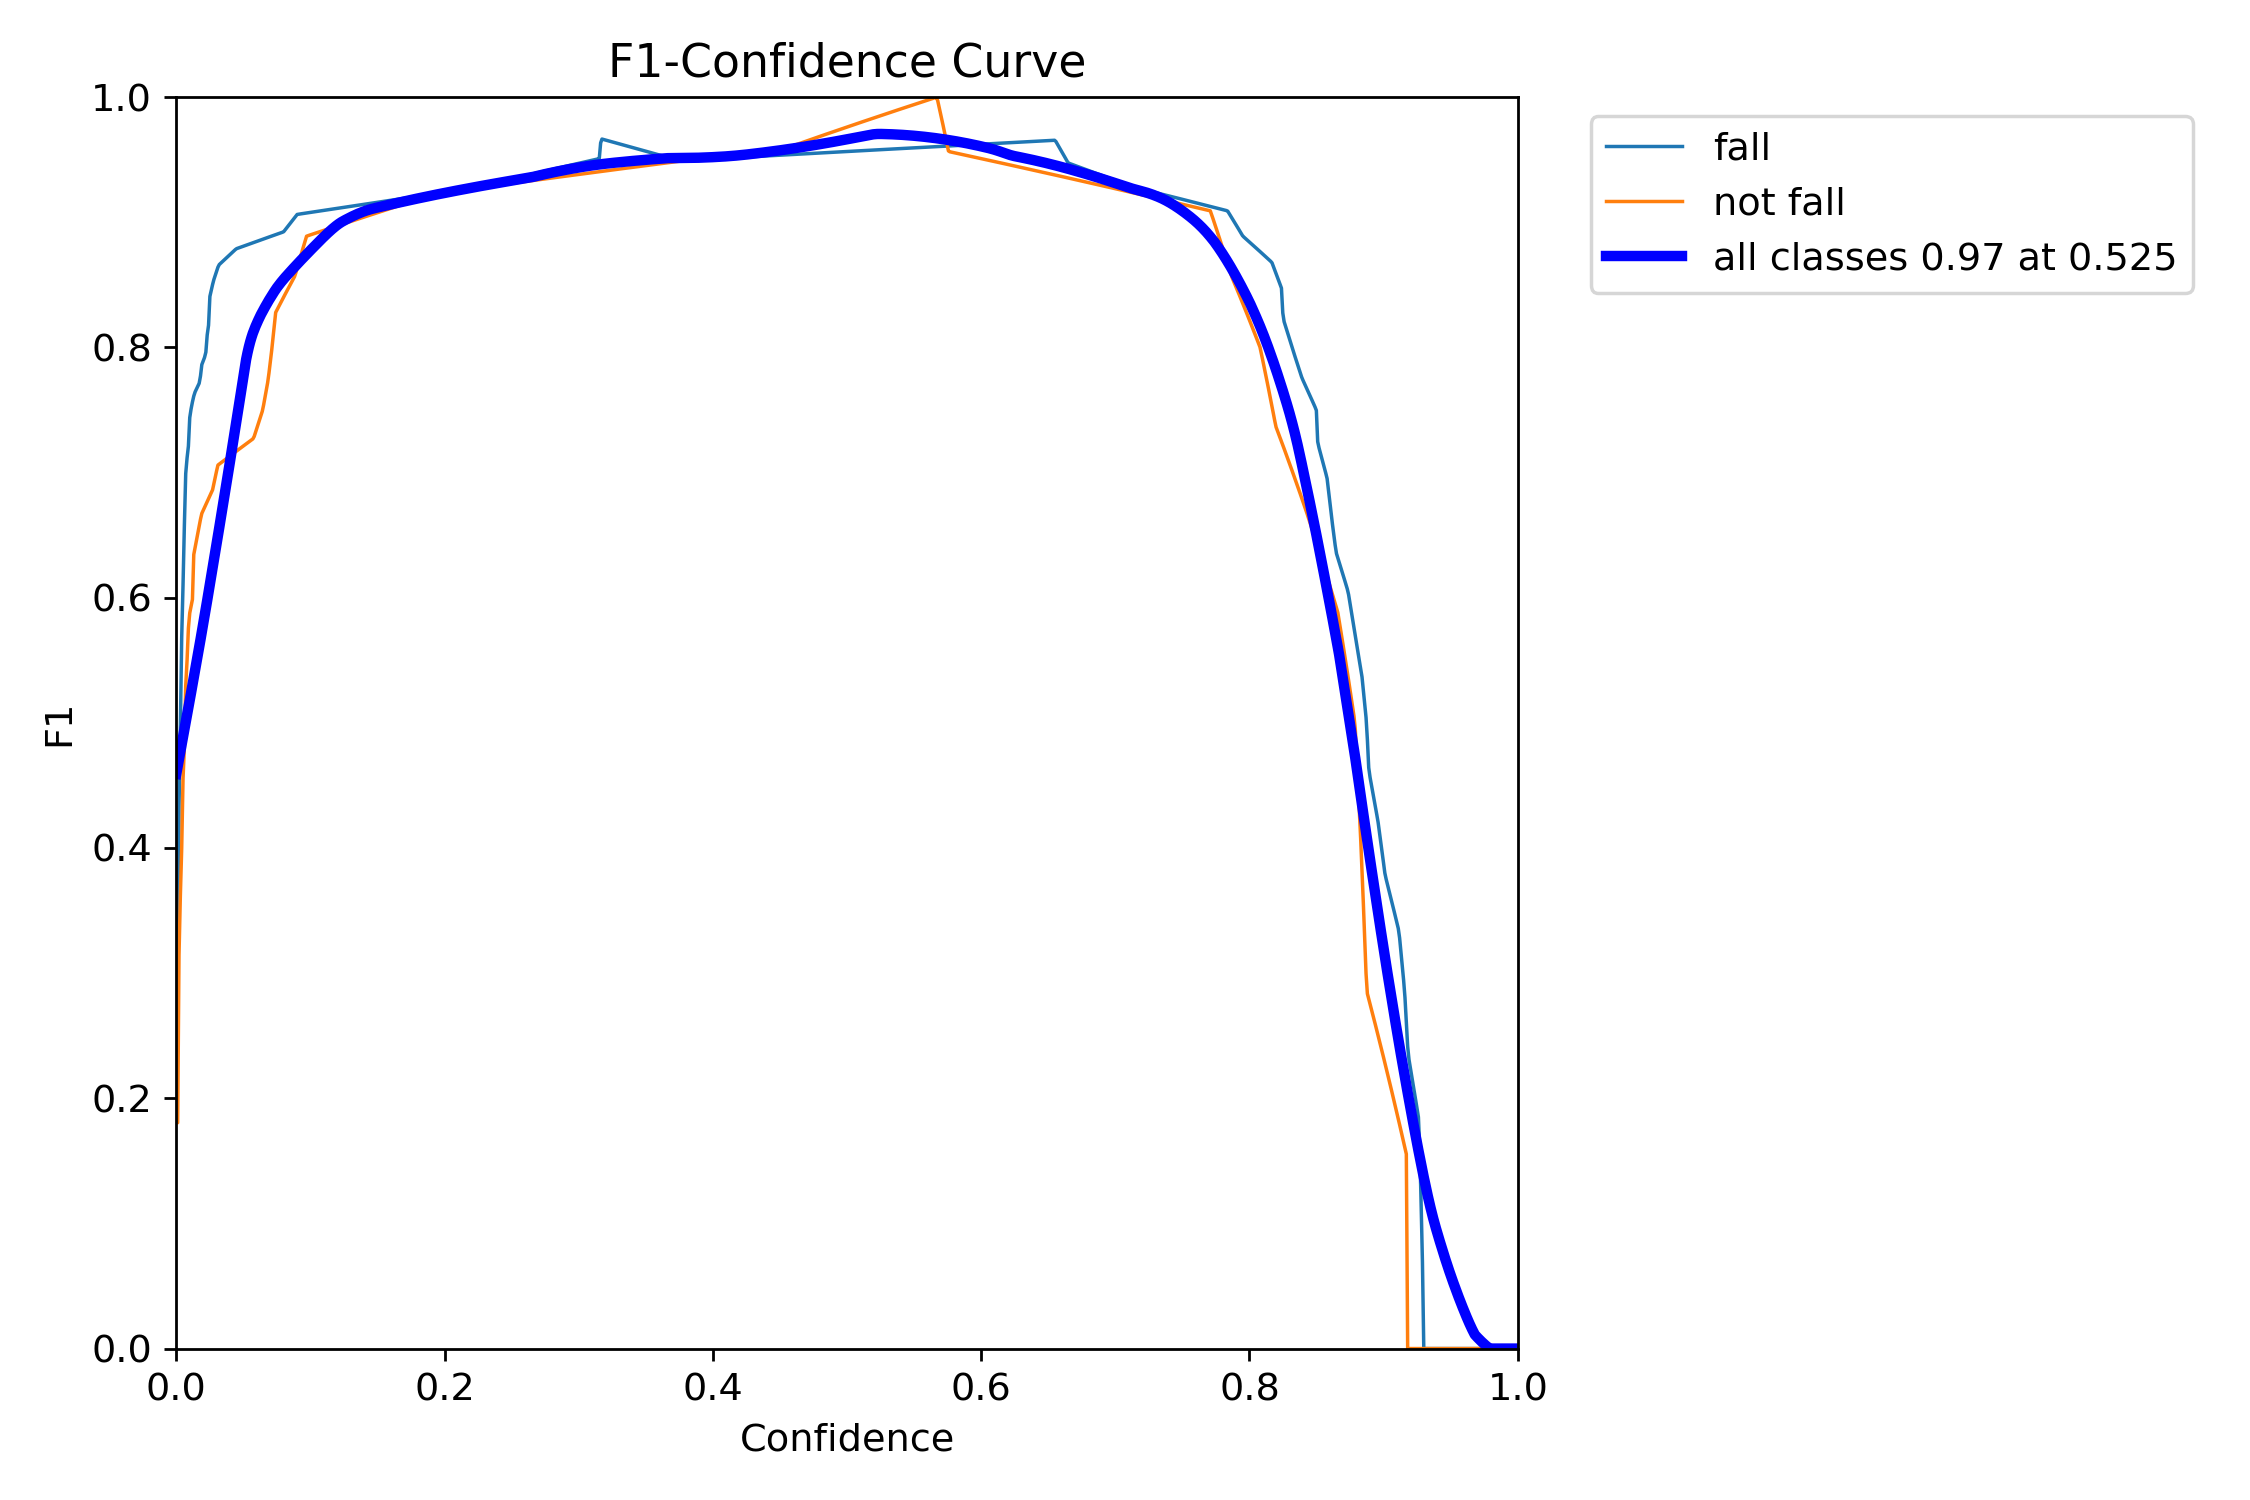 F1-Confidence Curve
1.0
0.8
0.6
0.4
0.2
0.0
F1
0.0 0.2 0.4 0.6 0.8 1.0
Confidence
fall
not fall
all classes 0.97 at 0.525